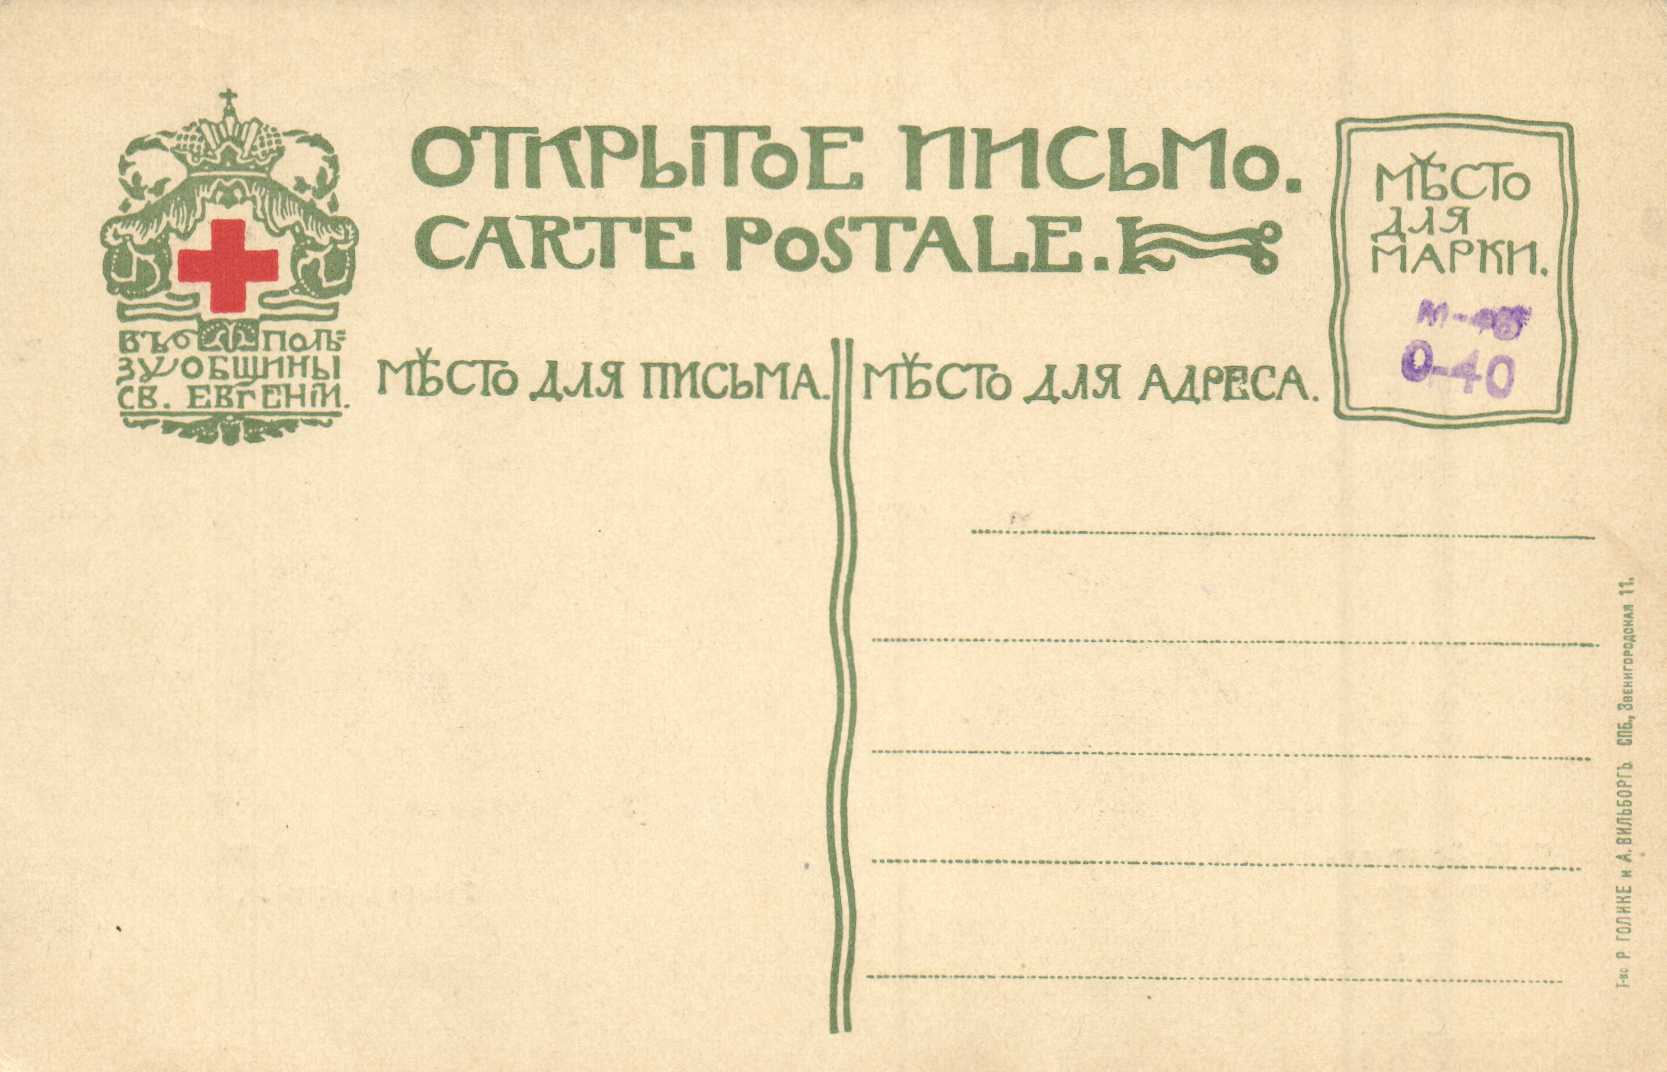 ОТКРЫТОЕ ПИСЬМО.
CARTE POSTALE.
МѢСТО
ДЛЯ
МАРКИ.
0-40
ВЪ ПОЛЬ=
ЗУ ОБЩИНЫ
СВ. ЕВГЕНІИ.
МѢСТО ДЛЯ ПИСЬМА.
МѢСТО ДЛЯ АДРЕСА.
Т-во Р. ГОЛИКЕ и А. ВИЛЬБОРГЪ. СПБ., Звенигородская 11.